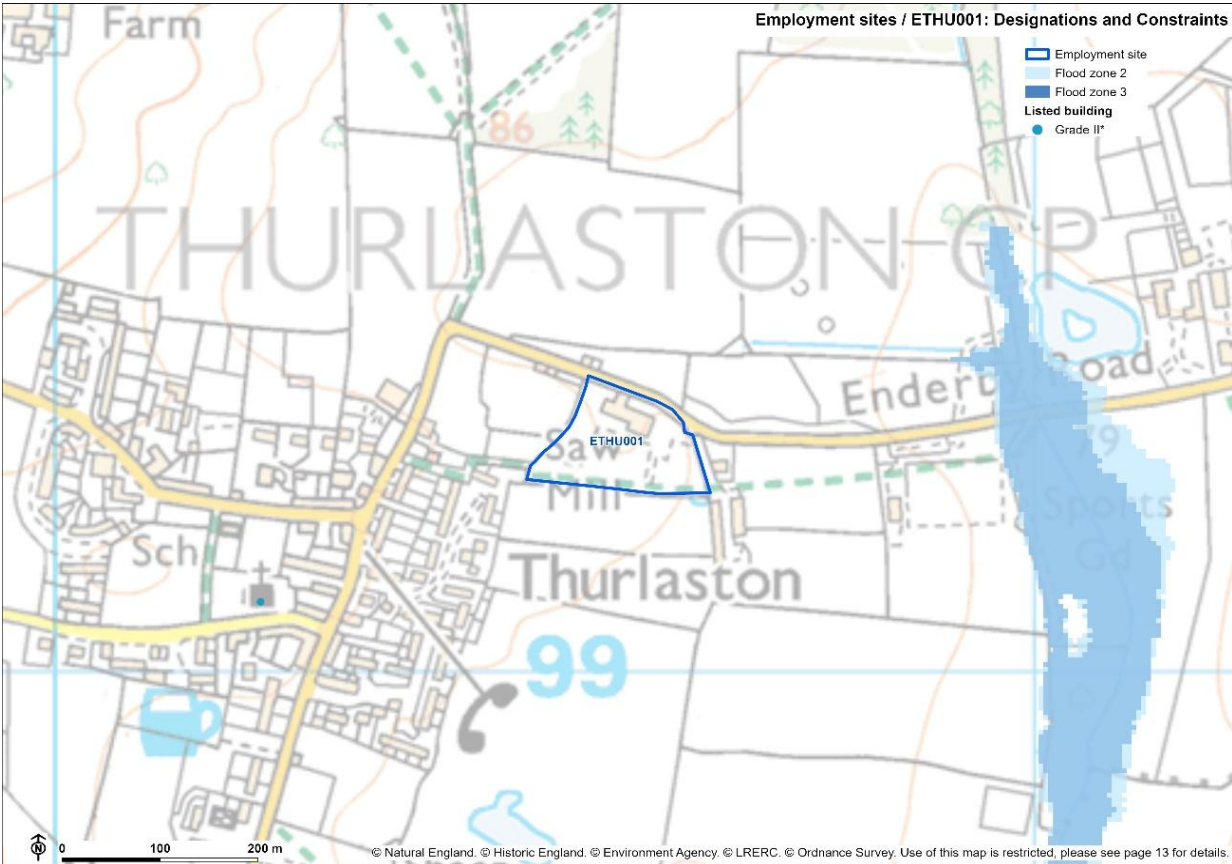 Employment sites / ETHU001: Designations and Constraints
Employment site
Flood zone 2
Flood zone 3
Listed building
Grade II*
Farm
86
THURLASTON CP
Enderby Road
ETHU001
Saw
Mill
79
Sports
Gd
Sch
Thurlaston
99
N
0 100 200 m
© Natural England. © Historic England. © Environment Agency. © LRERC. © Ordnance Survey. Use of this map is restricted, please see page 13 for details